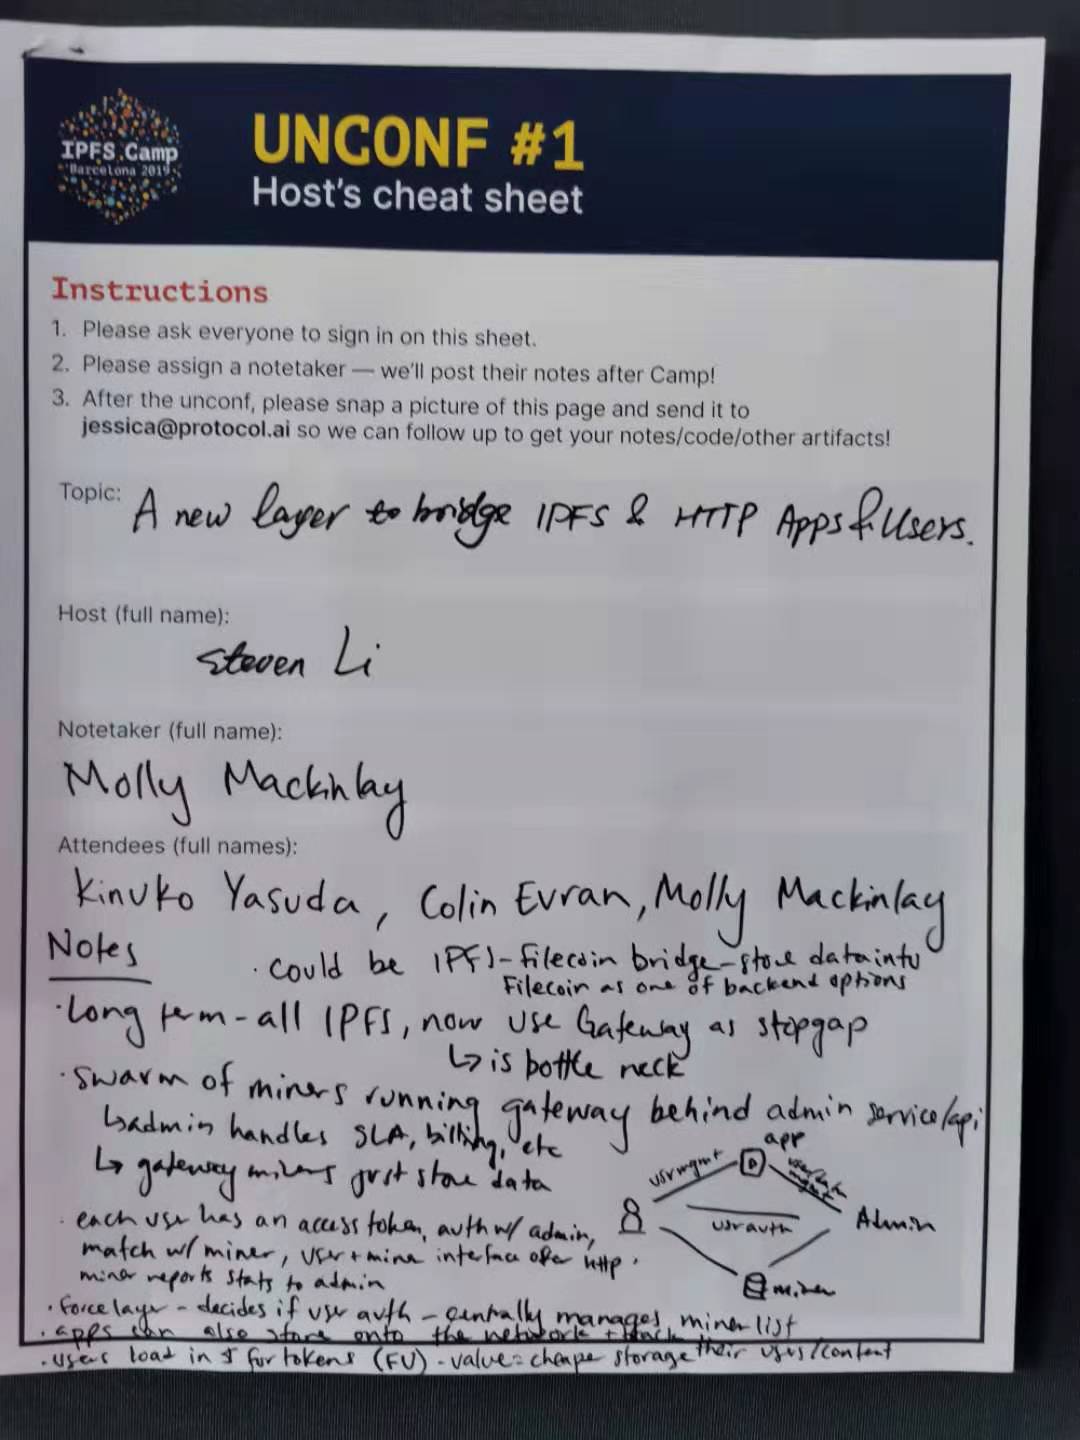 IPFS Camp
Barcelona 2019
UNCONF #1
Host's cheat sheet
Instructions
1. Please ask everyone to sign in on this sheet.
2. Please assign a notetaker — we'll post their notes after Camp!
3. After the unconf, please snap a picture of this page and send it to
jessica@protocol.ai so we can follow up to get your notes/code/other artifacts!
Topic: A new layer to bridge IPFS & HTTP Apps & Users.
Host (full name):
Steven Li
Notetaker (full name):
Molly Mackinlay
Attendees (full names):
Kinuko Yasuda, Colin Evran, Molly Mackinlay
Notes
· could be IPFS-Filecoin bridge - store data into
Filecoin as one of backend options
· Long term - all IPFS, now use Gateway as stopgap
↳ is bottle neck
· swarm of miners running gateway behind admin service/api
↳ admin handles SLA, billing, etc
↳ gateway miners just store data
· each user has an access token, auth w/ admin,
match w/ miner, user + miner interface over http.
miner reports stats to admin
app
usr mgmt
usr auth
Admin
miner
· Force layer - decides if user auth - centrally manages miner list
· apps can also store onto the network + track
their users/content
· users load in $ for tokens (FU) - value = cheaper storage